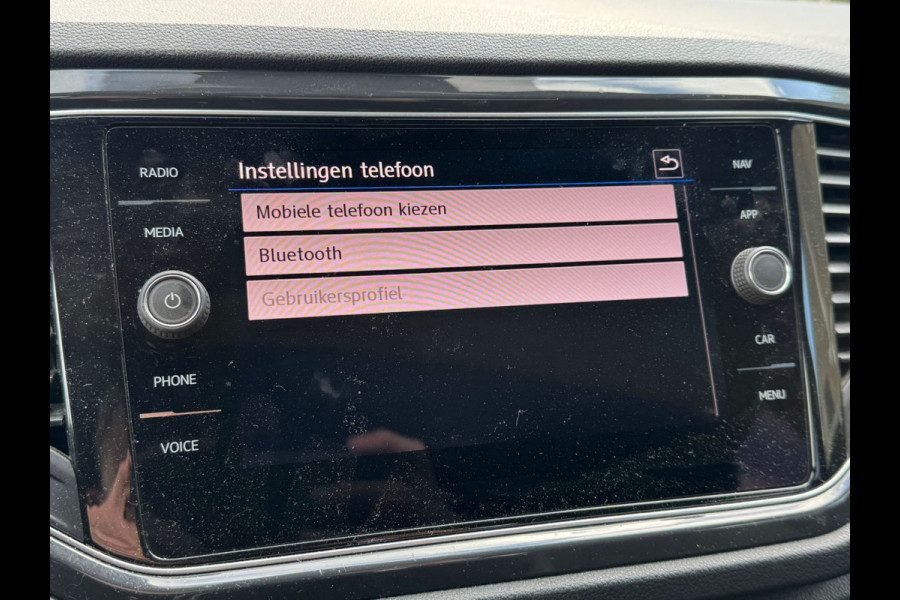 RADIO
MEDIA
PHONE
VOICE
Instellingen telefoon
Mobiele telefoon kiezen
Bluetooth
Gebruikersprofiel
NAV
APP
CAR
MENU